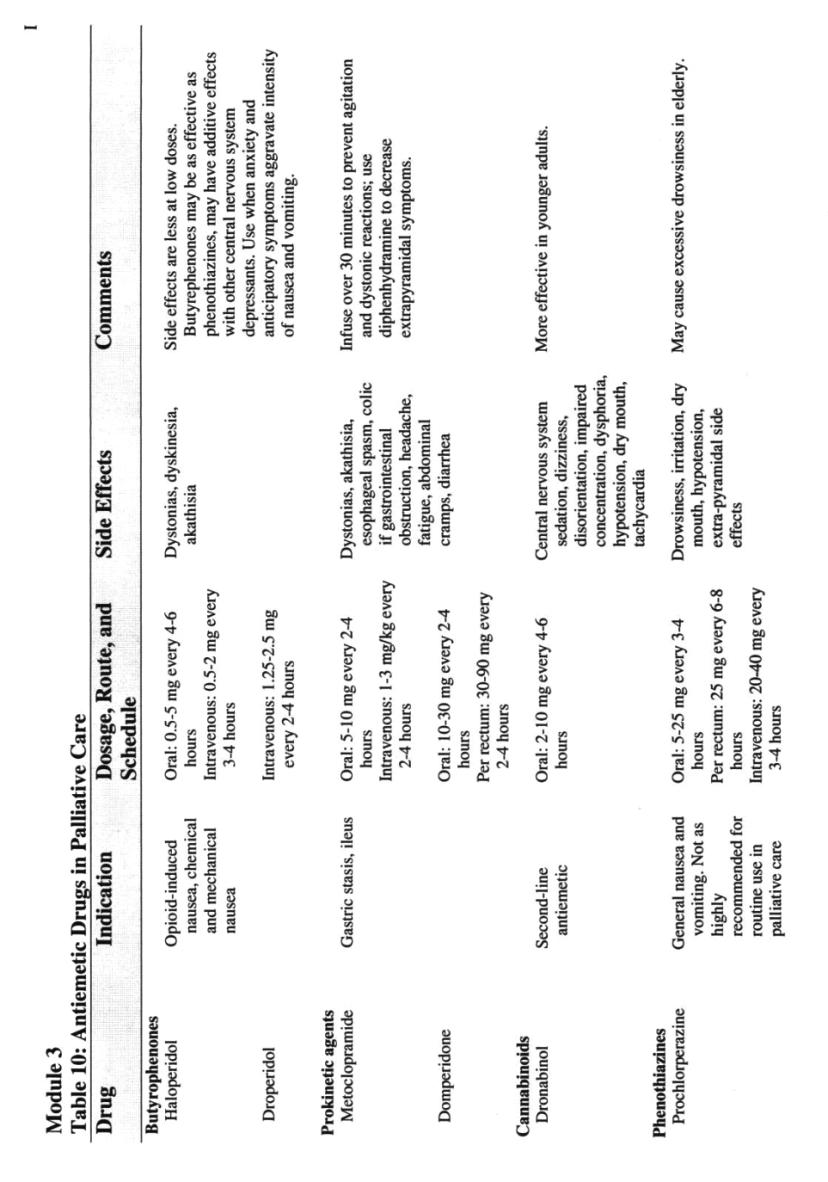 I
Module 3
Table 10: Antiemetic Drugs in Palliative Care
Drug Indication Dosage, Route, and Side Effects Comments
Schedule
Butyrophenones
Haloperidol
Opioid-induced
nausea, chemical
and mechanical
nausea
Oral: 0.5-5 mg every 4-6
hours
Intravenous: 0.5-2 mg every
3-4 hours
Dystonias, dyskinesia,
akathisia
Side effects are less at low doses.
Butyrephenones may be as effective as
phenothiazines, may have additive effects
with other central nervous system
depressants. Use when anxiety and
anticipatory symptoms aggravate intensity
of nausea and vomiting.
Droperidol
Intravenous: 1.25-2.5 mg
every 2-4 hours
Prokinetic agents
Metoclopramide
Gastric stasis, ileus
Oral: 5-10 mg every 2-4
hours
Intravenous: 1-3 mg/kg every
2-4 hours
Dystonias, akathisia,
esophageal spasm, colic
if gastrointestinal
obstruction, headache,
fatigue, abdominal
cramps, diarrhea
Infuse over 30 minutes to prevent agitation
and dystonic reactions; use
diphenhydramine to decrease
extrapyramidal symptoms.
Domperidone
Oral: 10-30 mg every 2-4
hours
Per rectum: 30-90 mg every
2-4 hours
Cannabinoids
Dronabinol
Second-line
antiemetic
Oral: 2-10 mg every 4-6
hours
Central nervous system
sedation, dizziness,
disorientation, impaired
concentration, dysphoria,
hypotension, dry mouth,
tachycardia
More effective in younger adults.
Phenothiazines
Prochlorperazine
General nausea and
vomiting. Not as
highly
recommended for
routine use in
palliative care
Oral: 5-25 mg every 3-4
hours
Per rectum: 25 mg every 6-8
hours
Intravenous: 20-40 mg every
3-4 hours
Drowsiness, irritation, dry
mouth, hypotension,
extra-pyramidal side
effects
May cause excessive drowsiness in elderly.